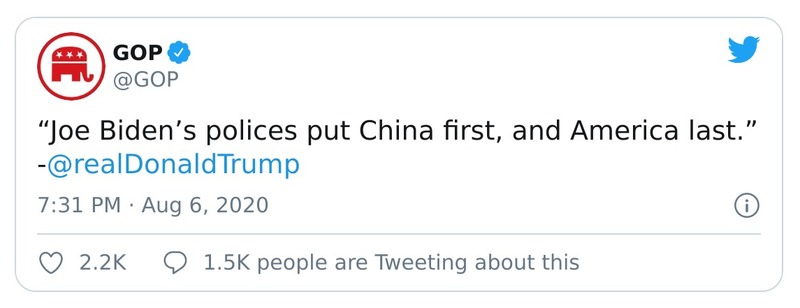 GOP
@GOP
“Joe Biden’s polices put China first, and America last.”
-@realDonaldTrump
7:31 PM · Aug 6, 2020
2.2K 1.5K people are Tweeting about this